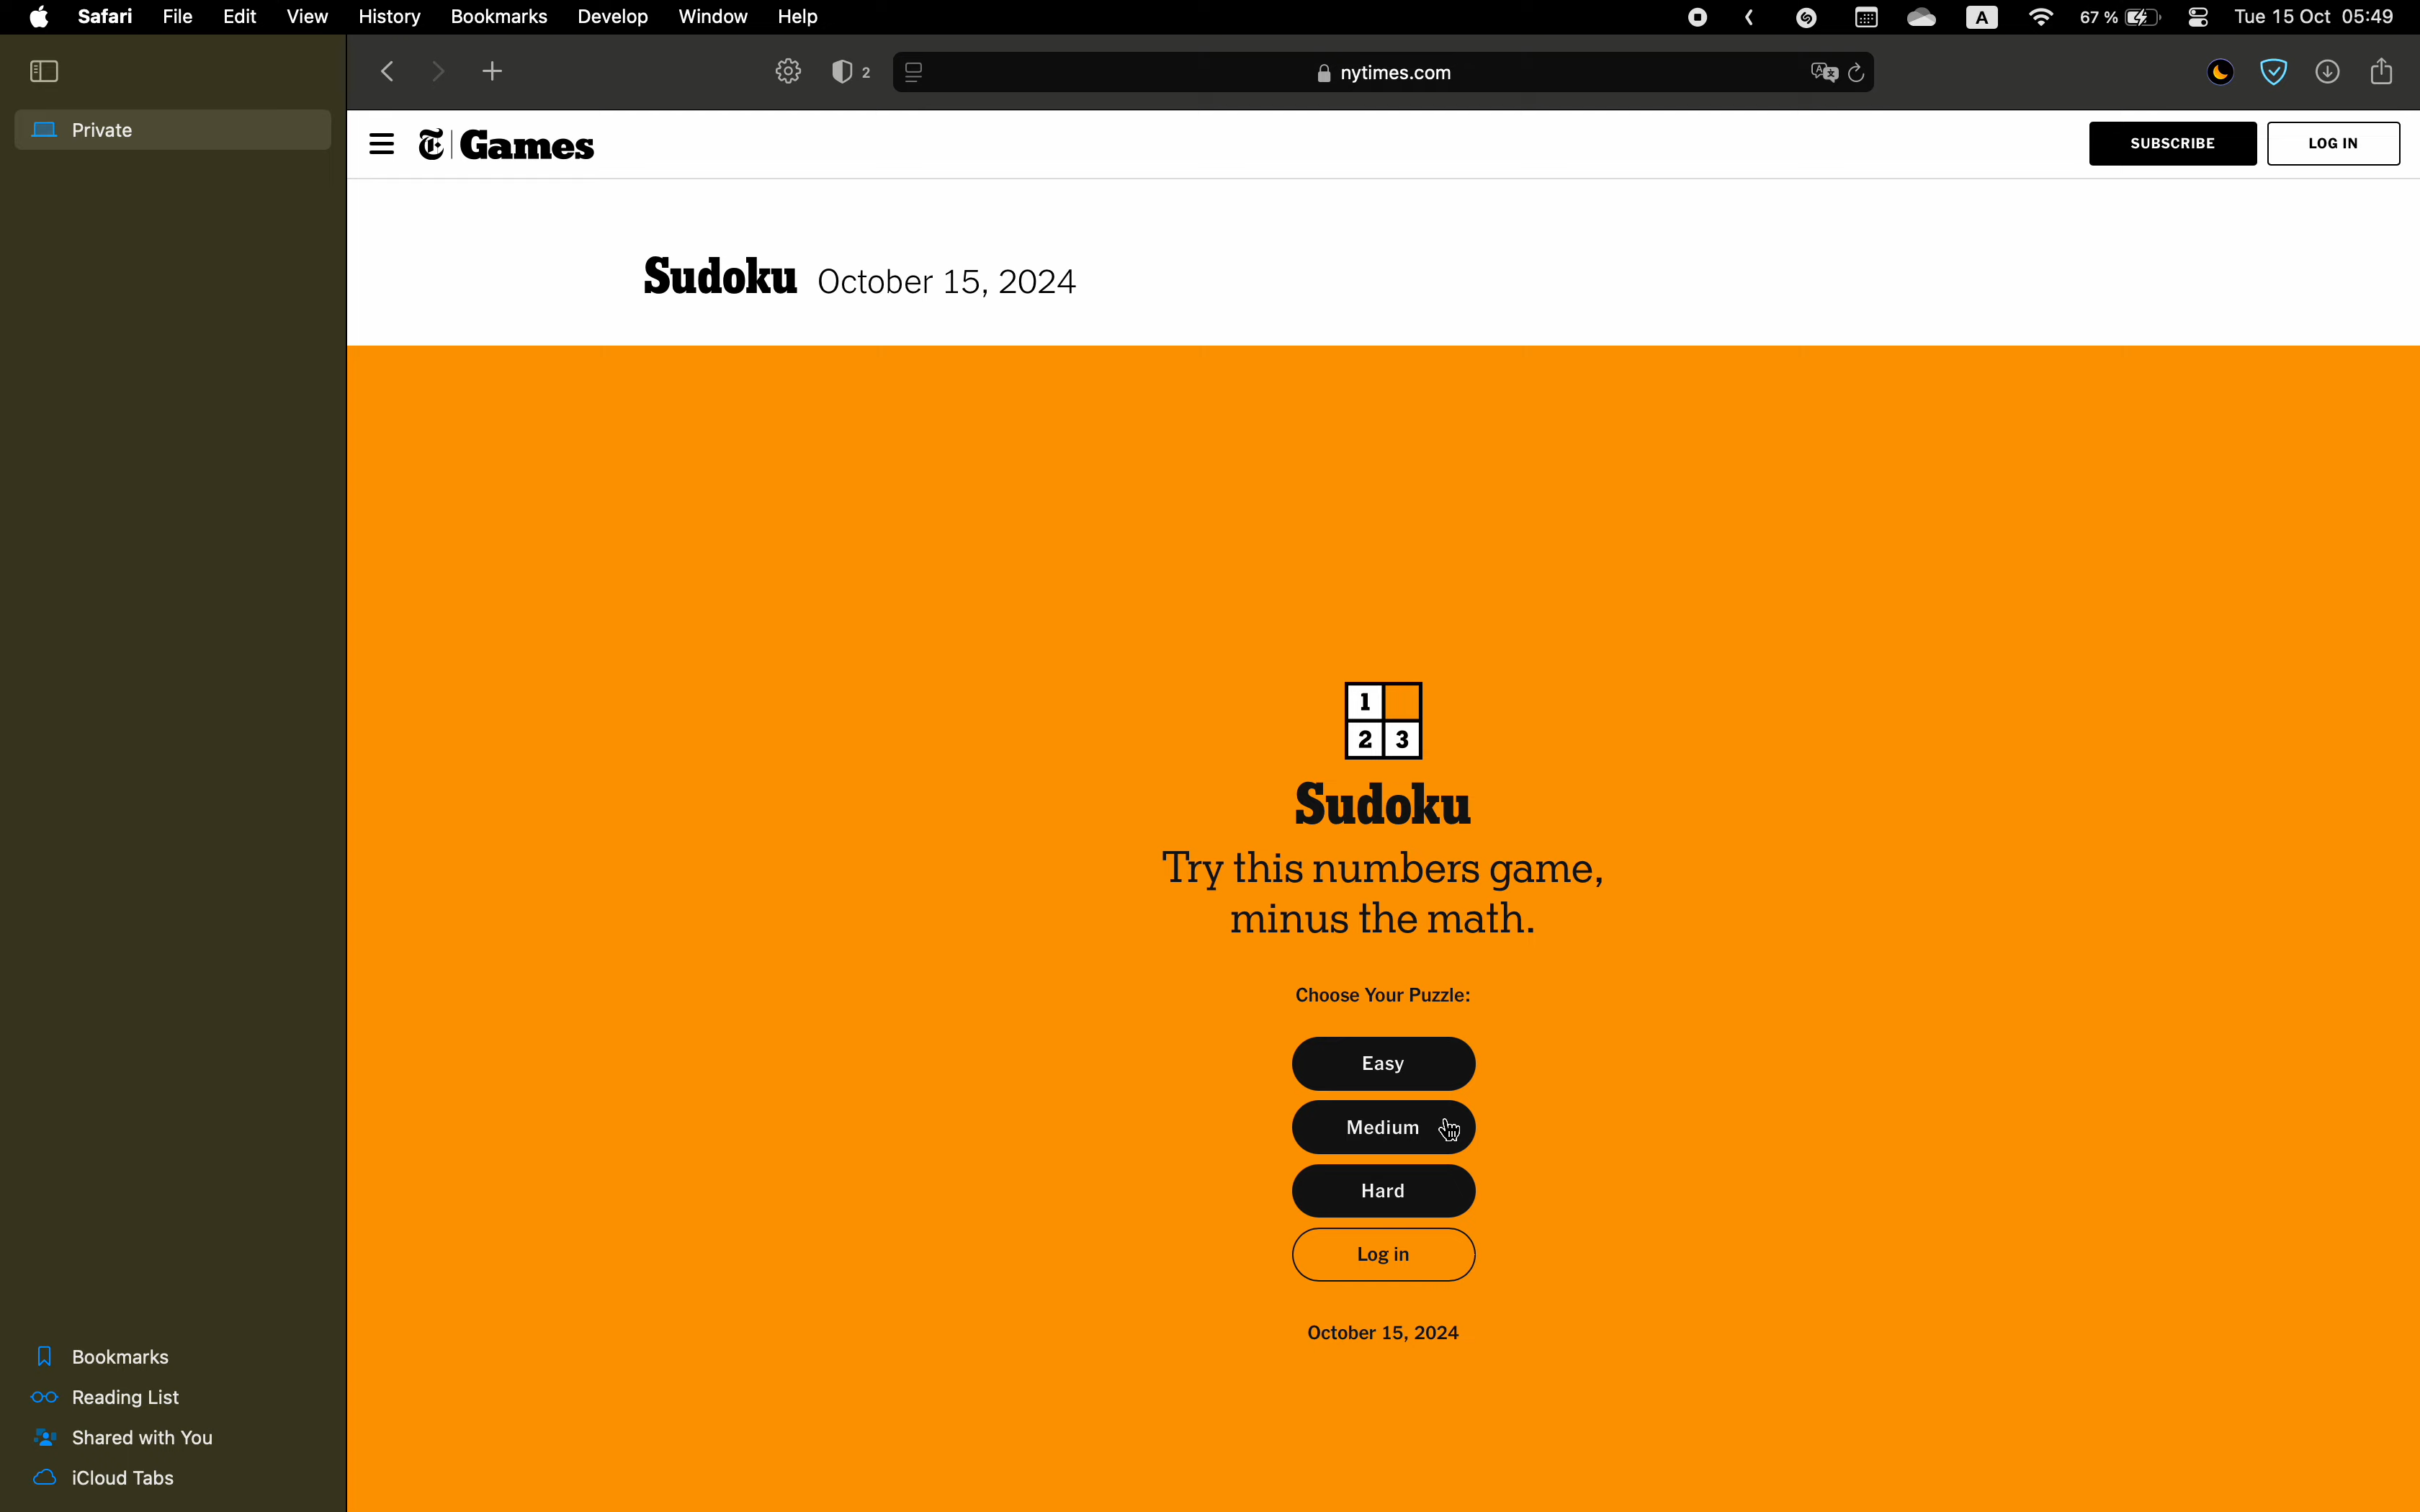 Safari File Edit View History Bookmarks Develop Window Help A 67 % Tue 15 Oct 05:49
2 nytimes.com
Private
T Games SUBSCRIBE LOG IN
Sudoku October 15, 2024
1
2 3
Sudoku
Try this numbers game,
minus the math.
Choose Your Puzzle:
Easy
Medium
Hard
Log in
October 15, 2024
Bookmarks
Reading List
Shared with You
iCloud Tabs